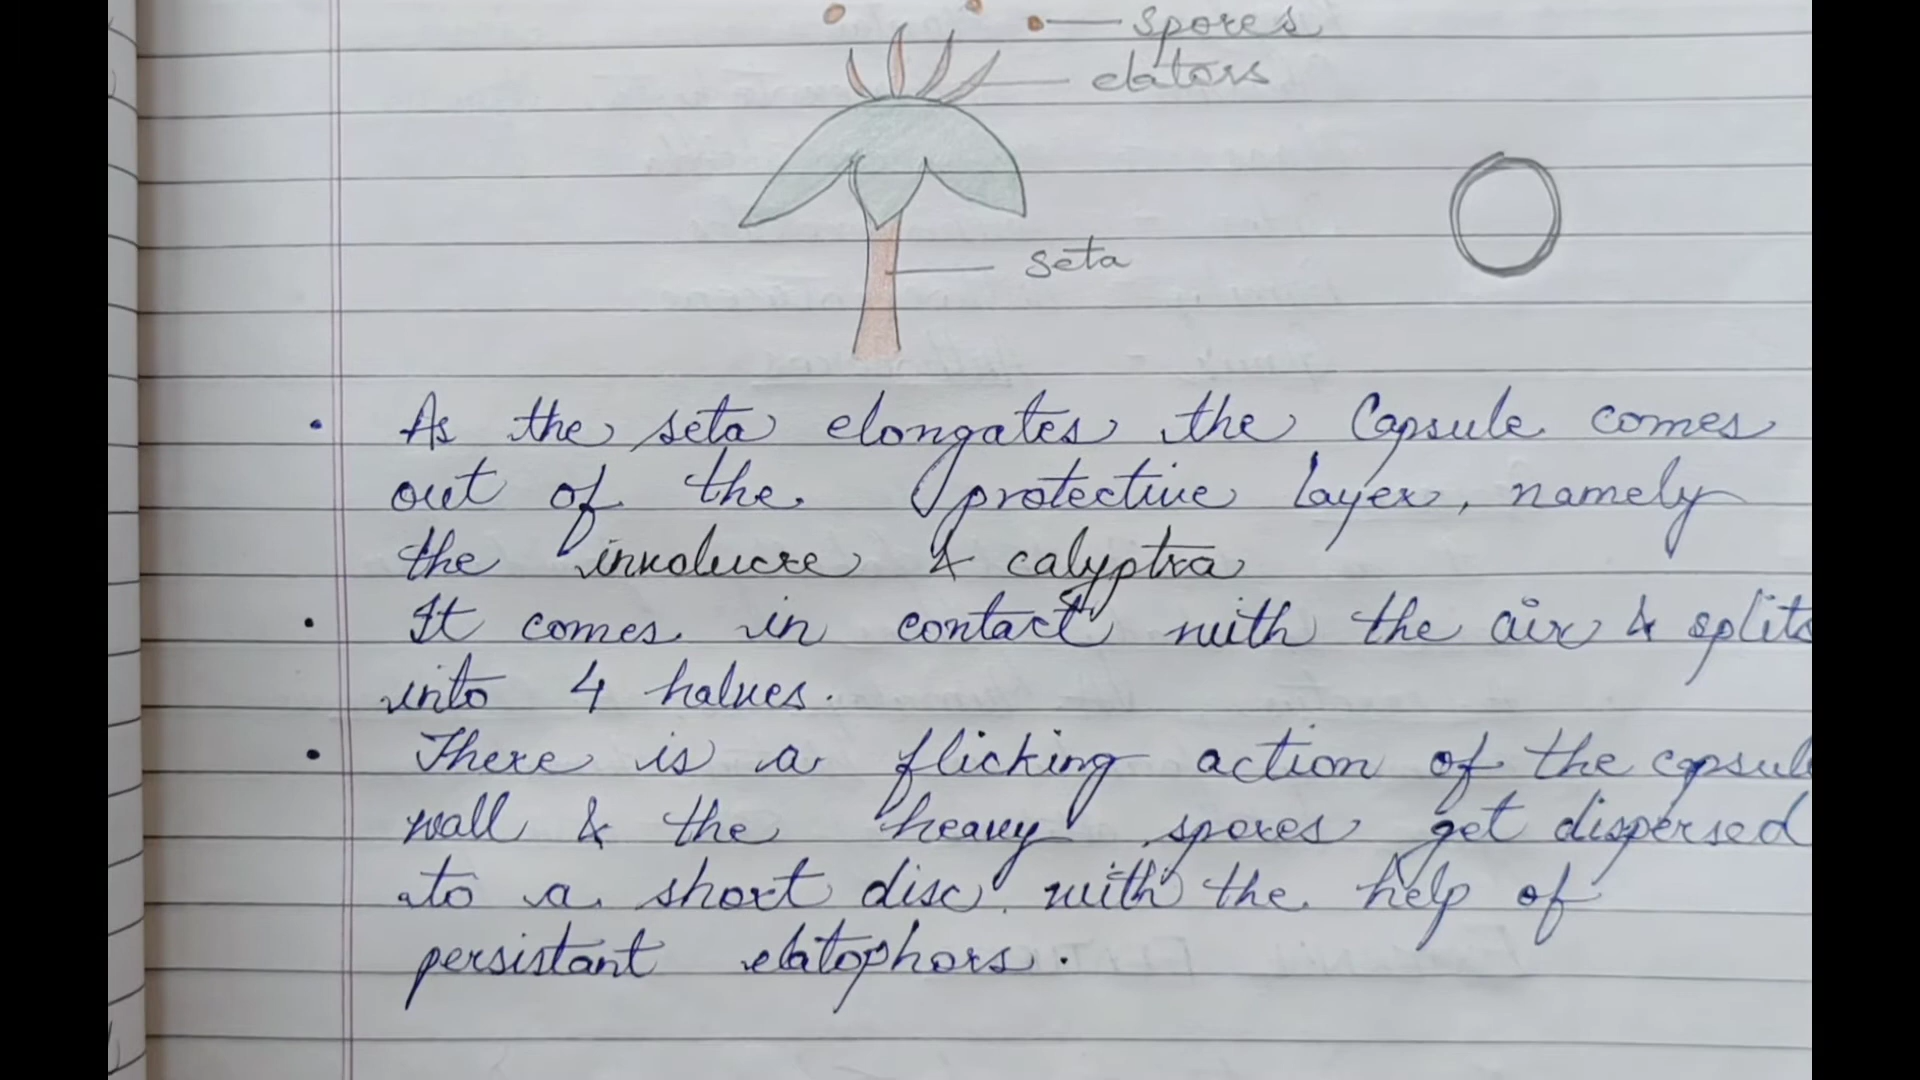 spores
elators
seta
• As the seta elongates the Capsule comes
out of the protective layer, namely
the involucre & calyptra
• It comes in contact with the air & splits
into 4 halves.
• There is a flicking action of the capsul
wall & the heavy spores get dispersed
to a short disc with the help of
persistant elatophors.